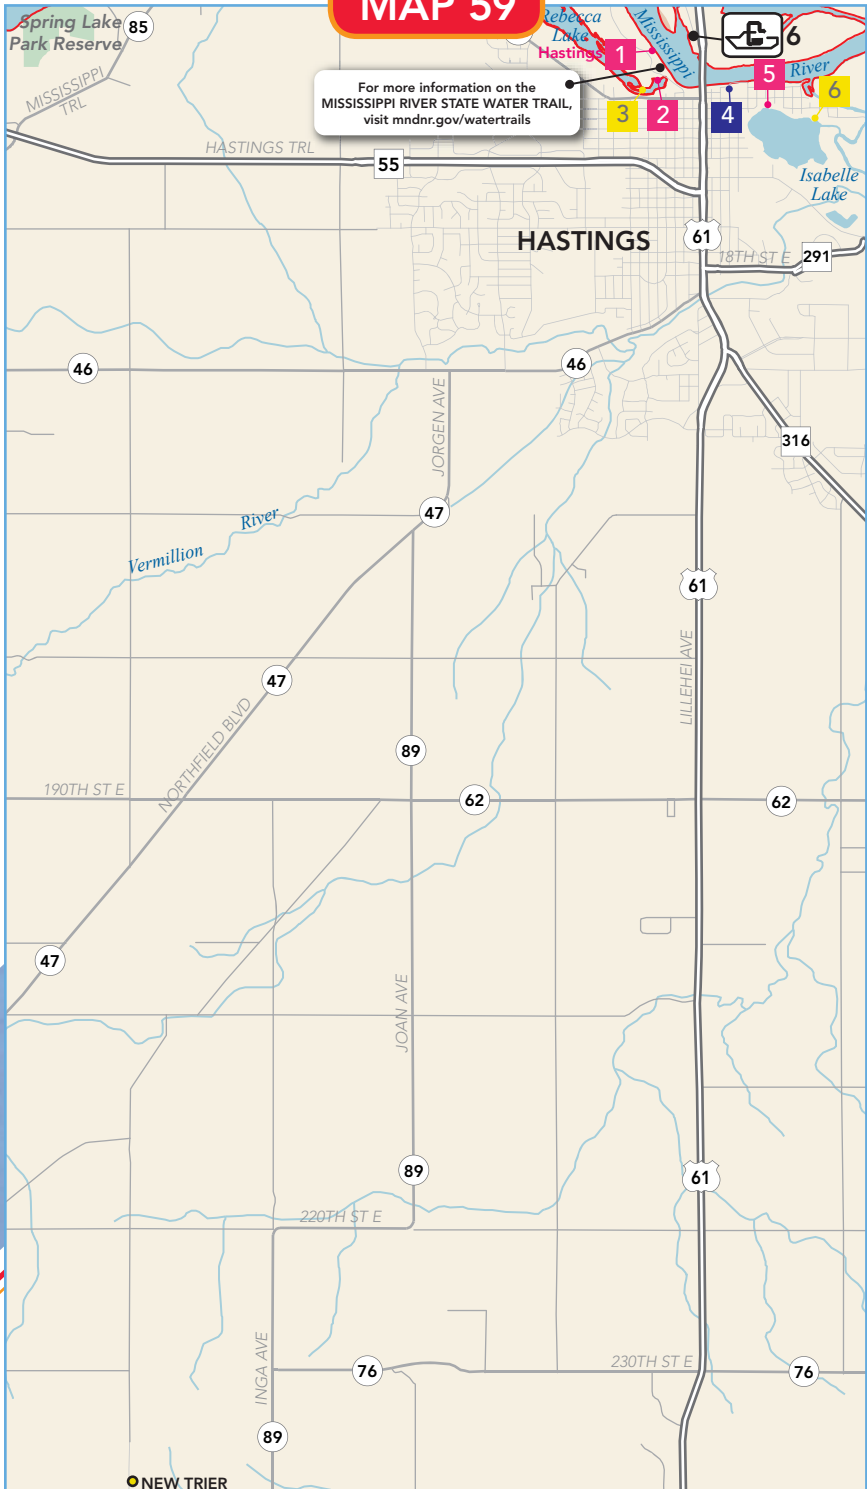 MAP 59
Spring Lake
Park Reserve
85
Rebecca
Lake
Hastings
1
Mississippi
6
River
5
6
3
2
4
For more information on the
MISSISSIPPI RIVER STATE WATER TRAIL,
visit mndnr.gov/watertrails
MISSISSIPPI
TRL
HASTINGS TRL
55
Isabelle
Lake
HASTINGS
61
18TH ST E
291
46
46
JORGEN AVE
316
47
Vermillion River
61
LILLEHEI AVE
47
NORTHFIELD BLVD
89
190TH ST E
62
62
47
JOAN AVE
89
61
220TH ST E
INGA AVE
76
230TH ST E
76
89
NEW TRIER